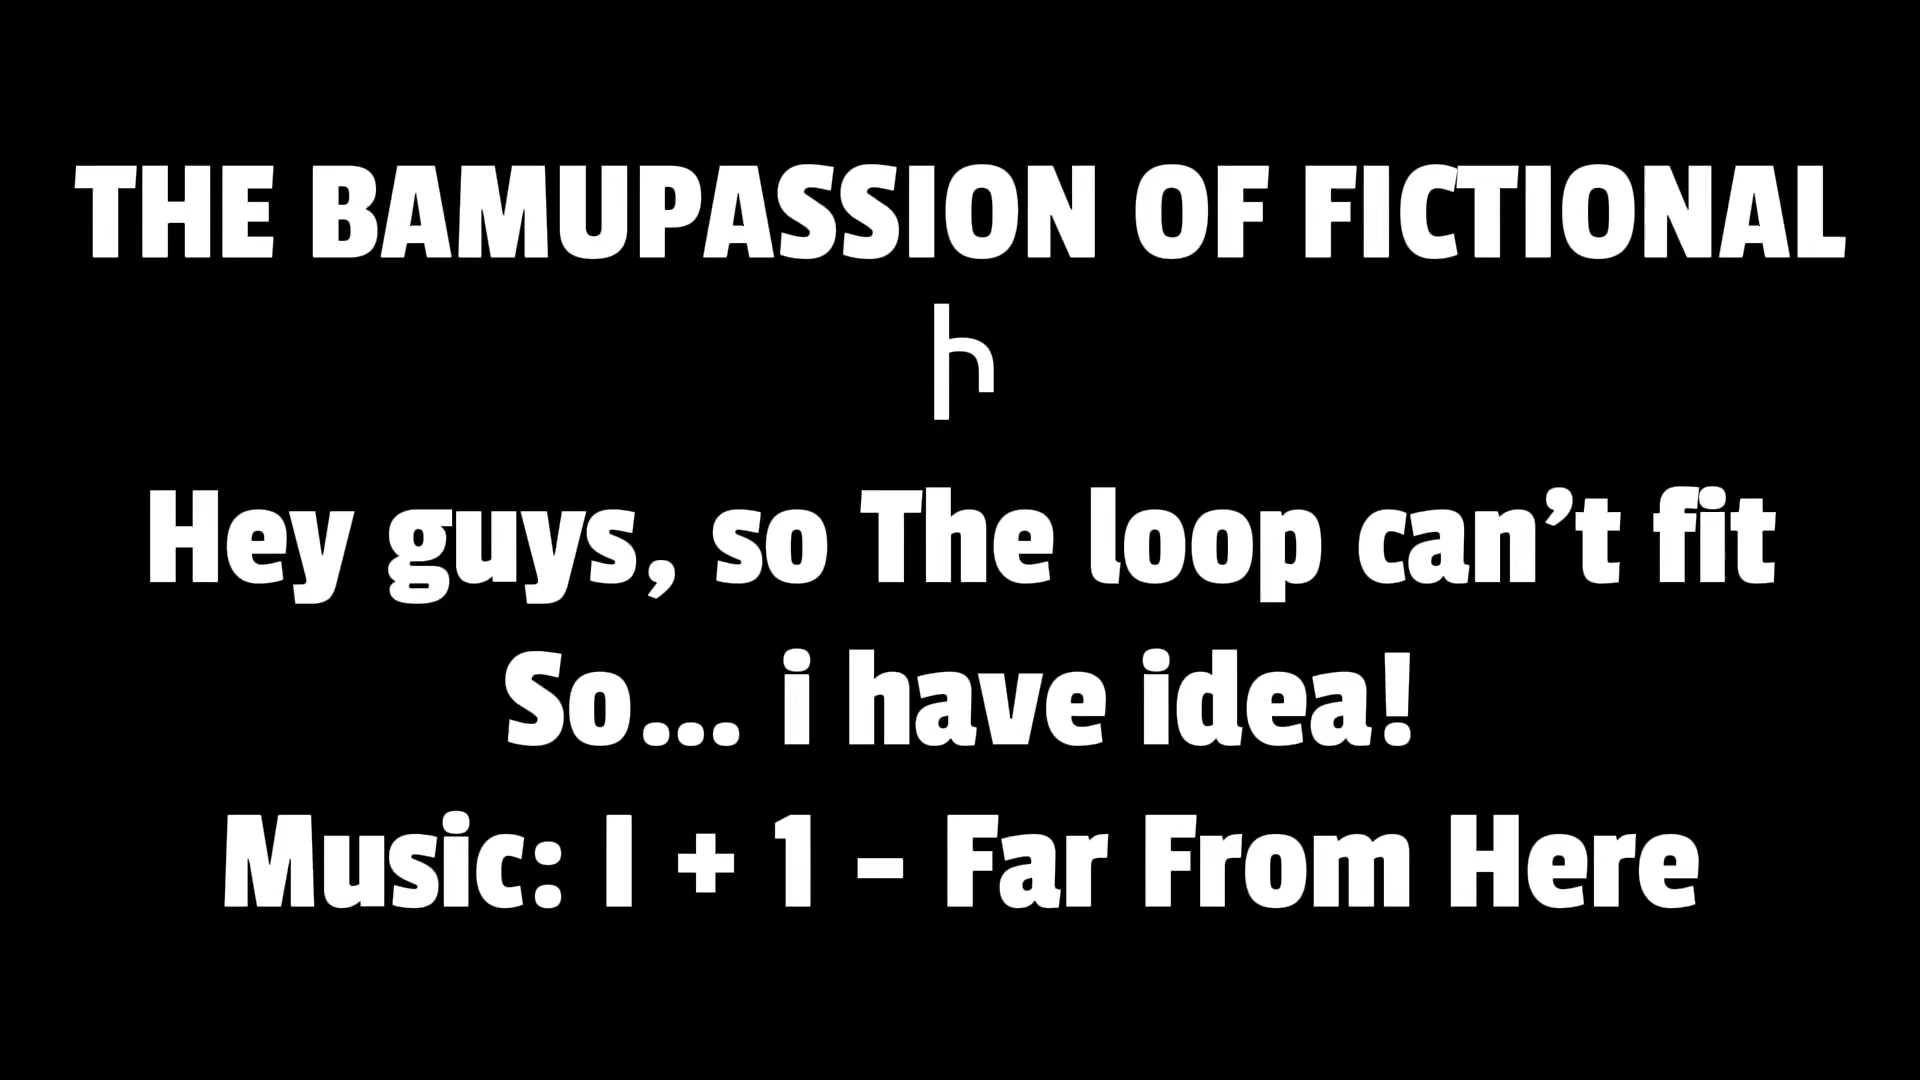 THE BAMUPASSION OF FICTIONAL
ի
Hey guys, so The loop can’t fit
So... i have idea!
Music: I + 1 - Far From Here